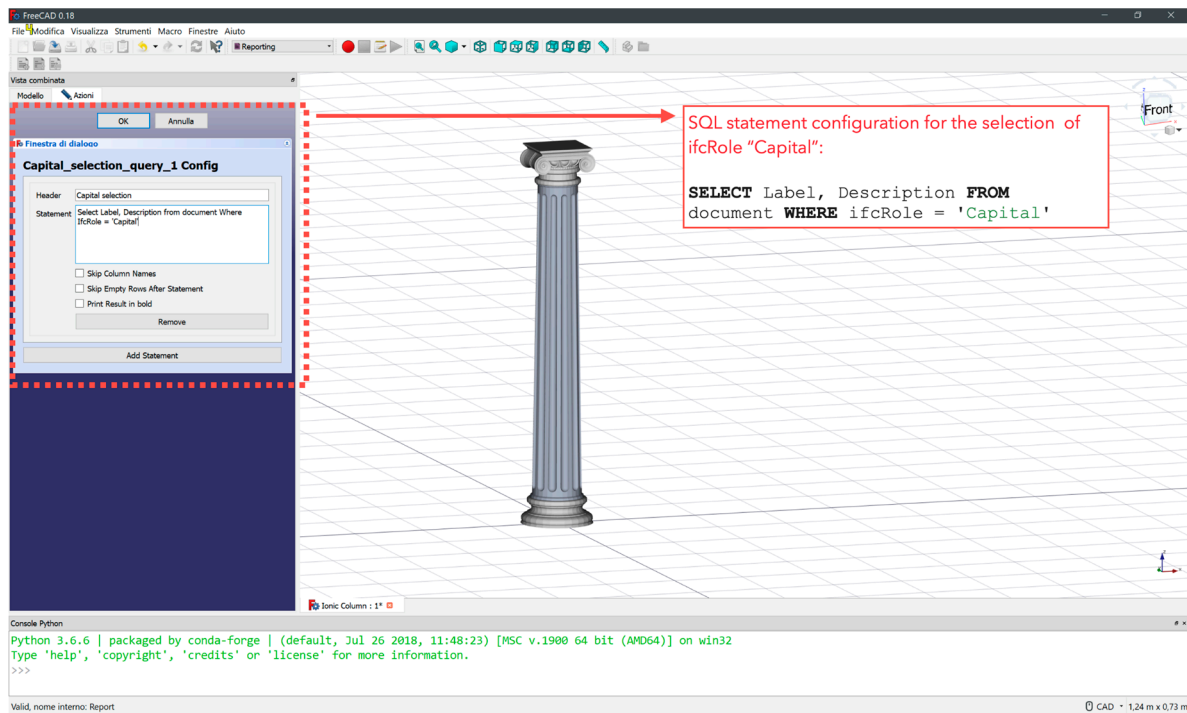 FreeCAD 0.18
File Modifica Visualizza Strumenti Macro Finestre Aiuto
Reporting
Vista combinata
Modello Azioni
OK Annulla
Finestra di dialogo
Capital_selection_query_1 Config
Header Capital selection
Statement Select Label, Description from document Where
IfcRole = 'Capital'
Skip Column Names
Skip Empty Rows After Statement
Print Result in bold
Remove
Add Statement
SQL statement configuration for the selection of
ifcRole “Capital”:
SELECT Label, Description FROM
document WHERE ifcRole = 'Capital'
Front
Ionic Column : 1*
Console Python
Python 3.6.6 | packaged by conda-forge | (default, Jul 26 2018, 11:48:23) [MSC v.1900 64 bit (AMD64)] on win32
Type 'help', 'copyright', 'credits' or 'license' for more information.
>>>
Valid, nome interno: Report
CAD 1,24 m x 0,73 m